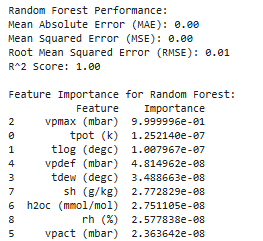 Random Forest Performance:
Mean Absolute Error (MAE): 0.00
Mean Squared Error (MSE): 0.00
Root Mean Squared Error (RMSE): 0.01
R^2 Score: 1.00
Feature Importance for Random Forest:
Feature Importance
2 vpmax (mbar) 9.999996e-01
0 tpot (k) 1.252140e-07
1 tlog (degc) 1.007967e-07
4 vpdef (mbar) 4.814962e-08
3 tdew (degc) 3.488663e-08
7 sh (g/kg) 2.772829e-08
6 h2oc (mmol/mol) 2.751105e-08
8 rh (%) 2.577838e-08
5 vpact (mbar) 2.363642e-08